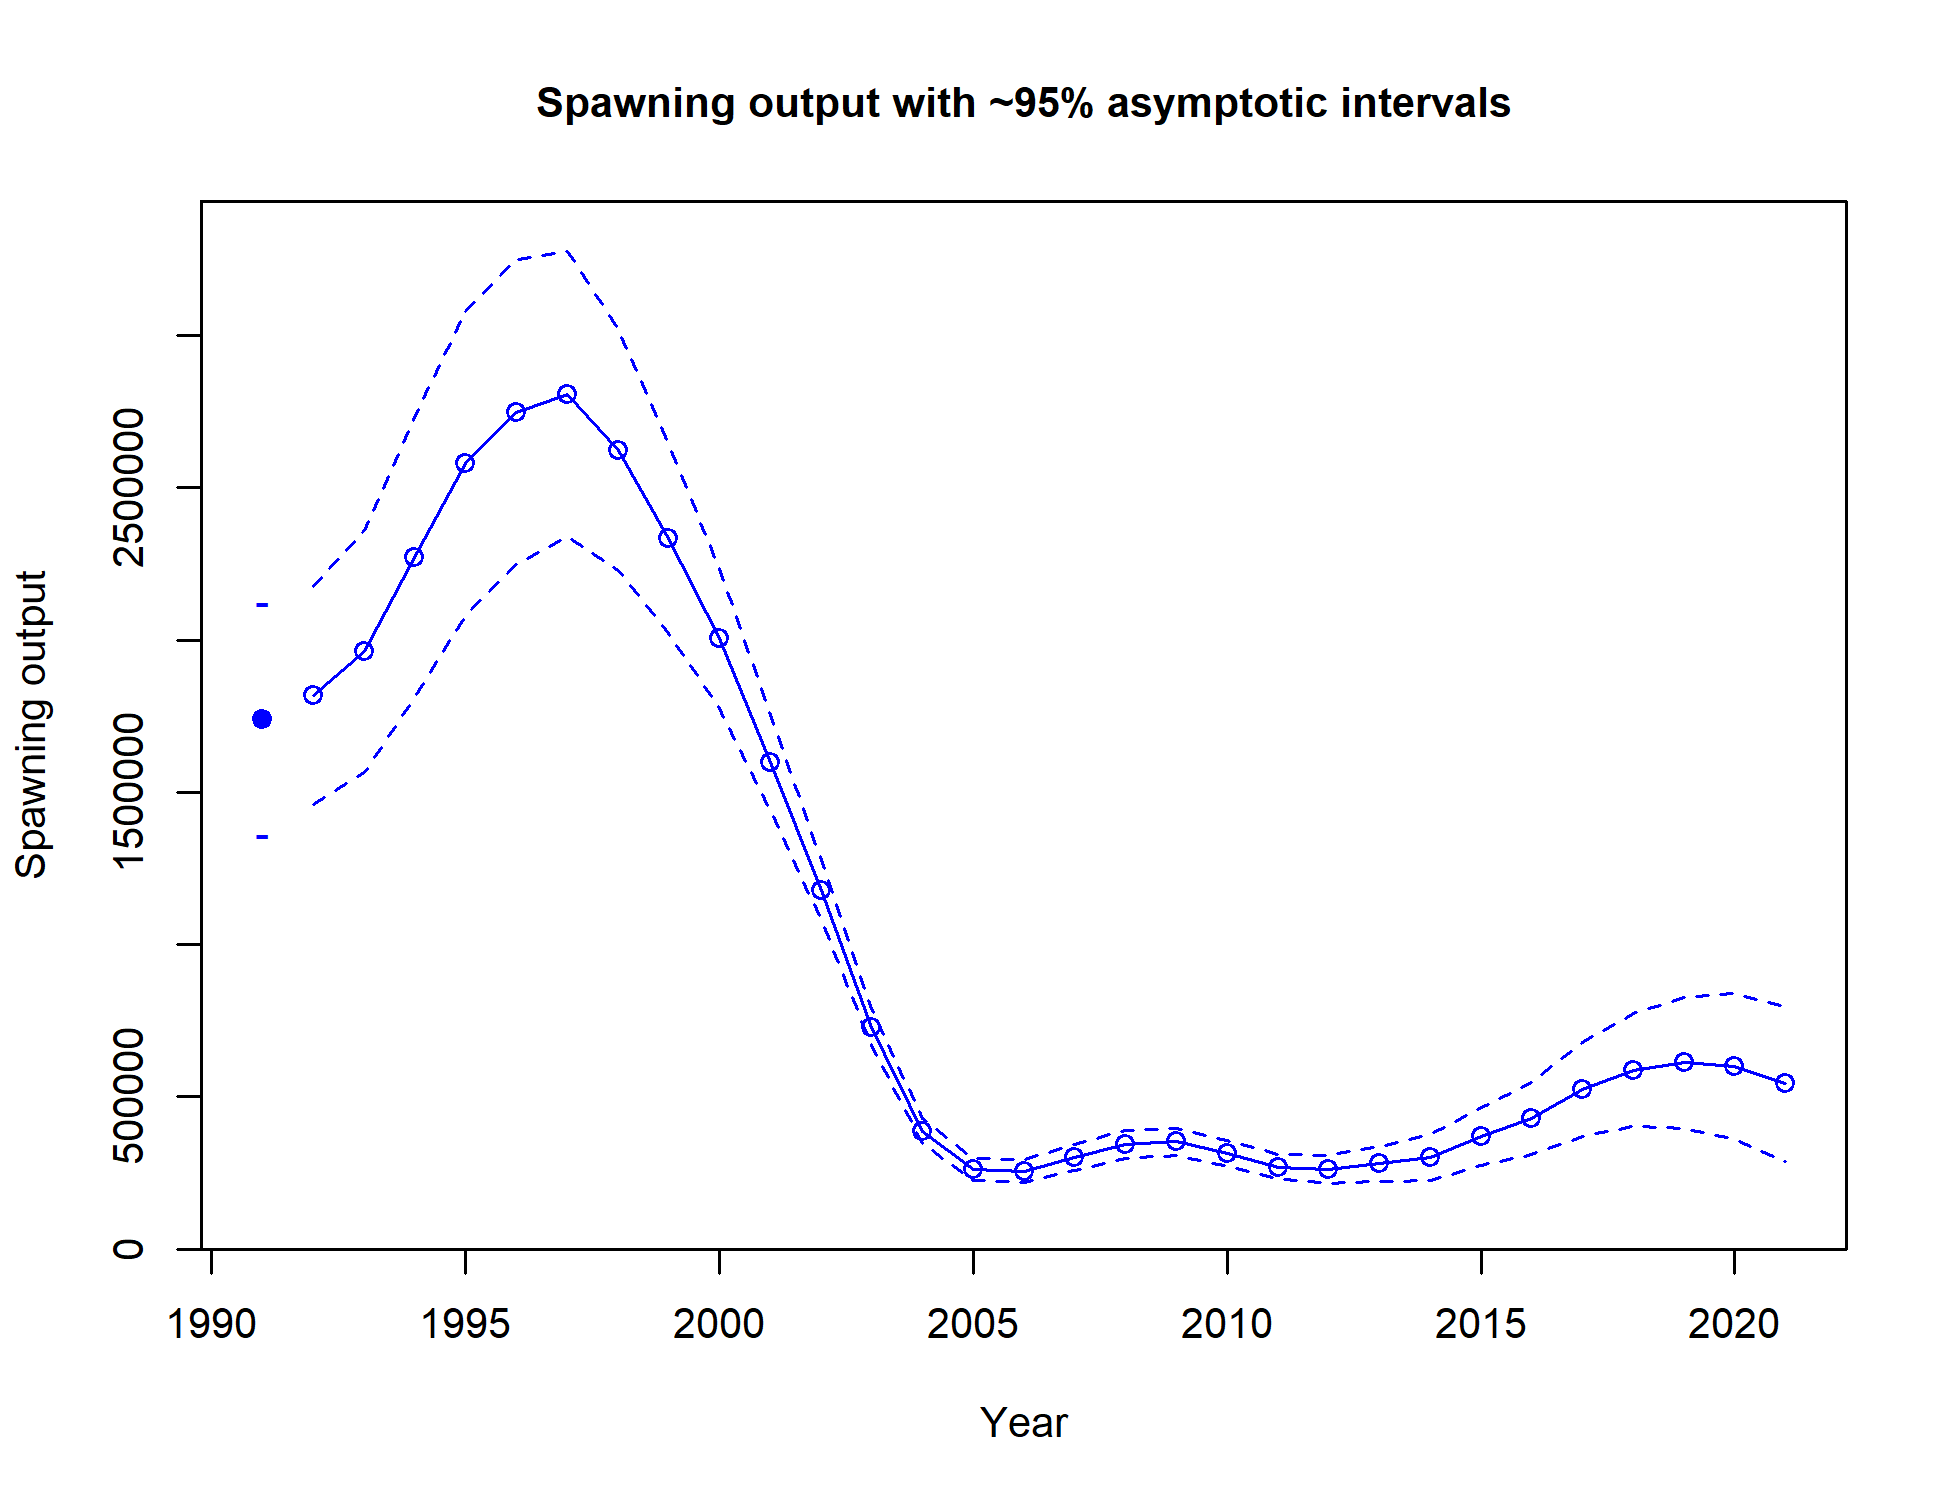 Spawning output with ~95% asymptotic intervals
Spawning output
2500000
1500000
500000
0
1990 1995 2000 2005 2010 2015 2020
Year